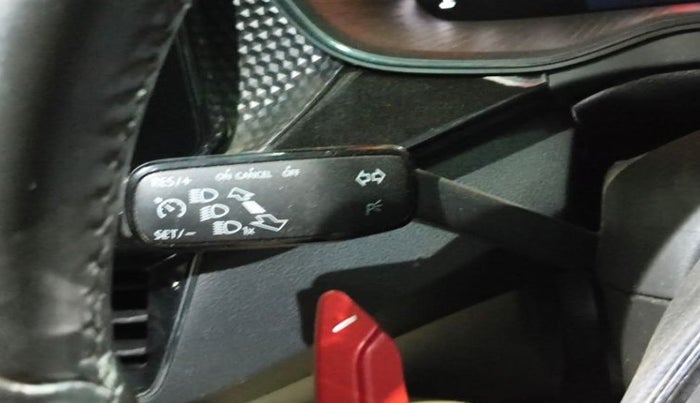 RES/+ ON CANCEL OFF
SET/-
1x